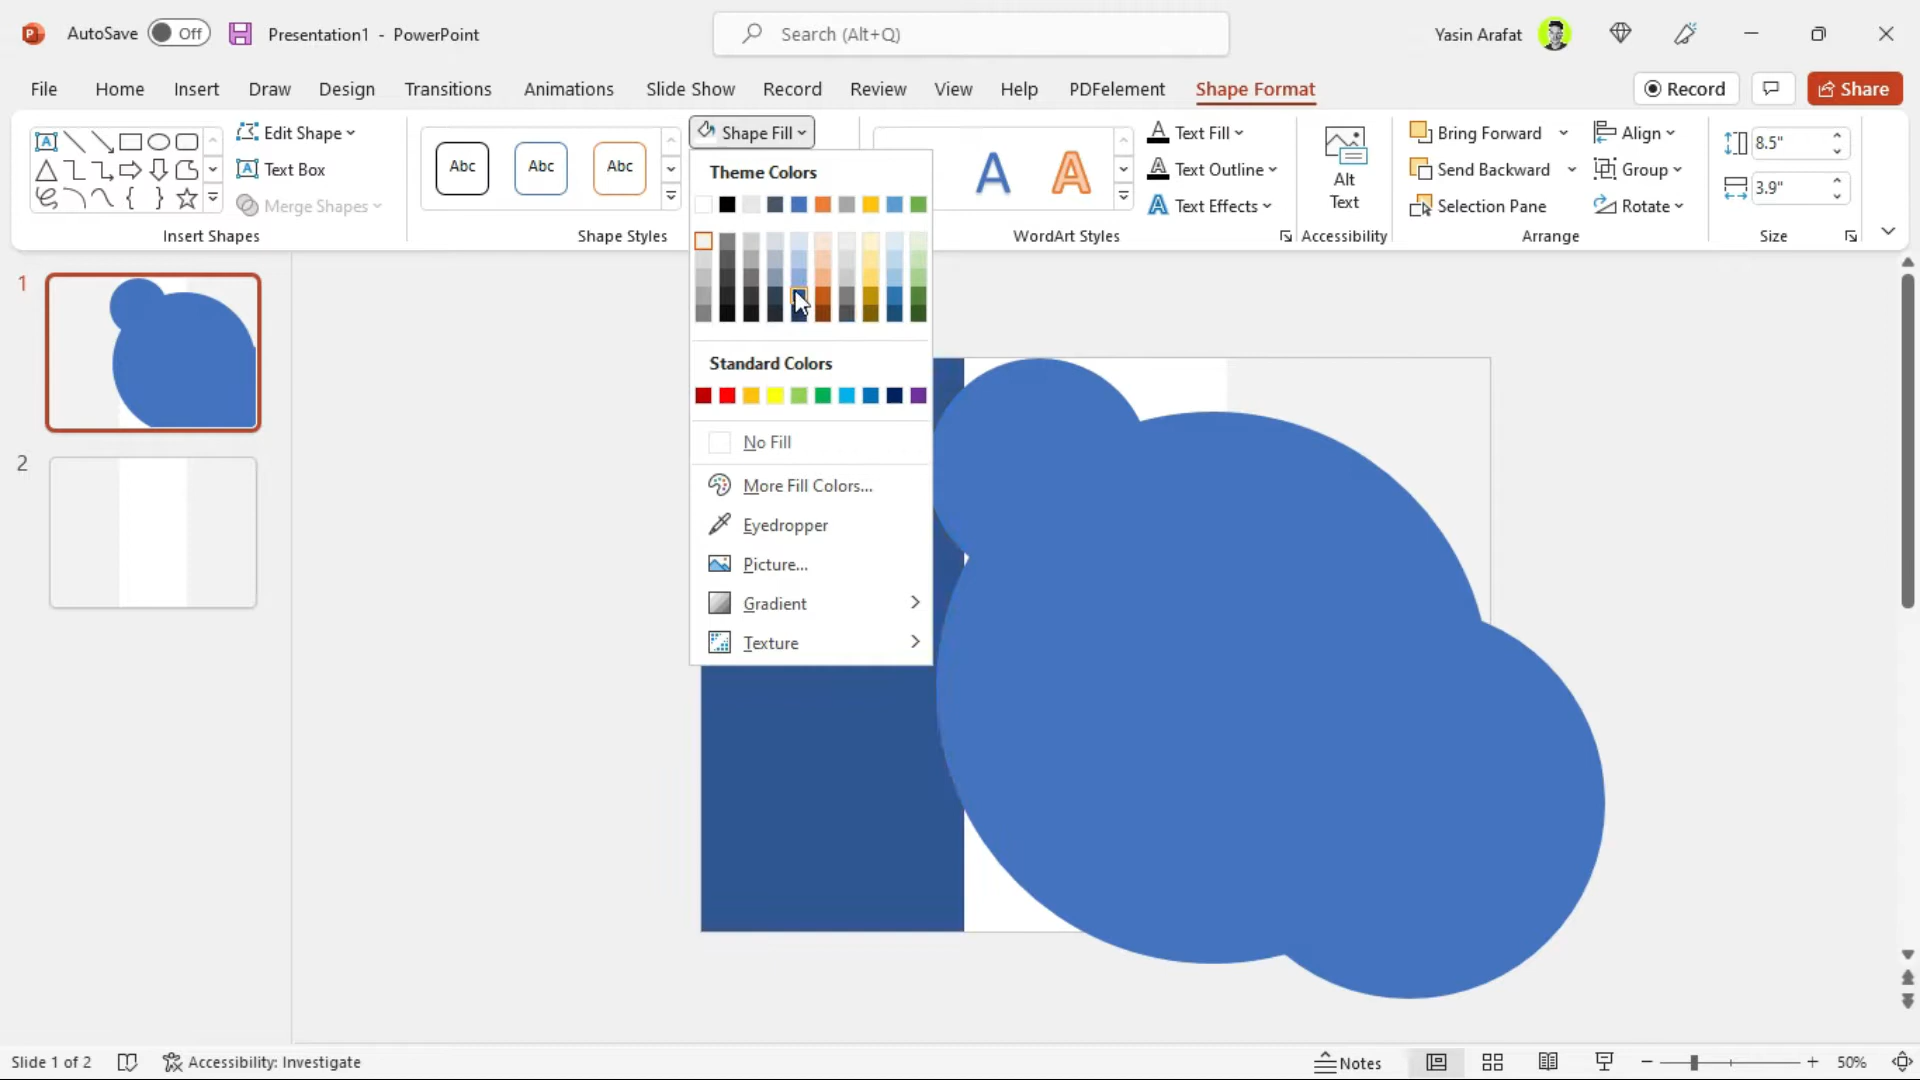 AutoSave Off Presentation1 - PowerPoint Search (Alt+Q) Yasin Arafat
File Home Insert Draw Design Transitions Animations Slide Show Record Review View Help PDFelement Shape Format Record Share
Edit Shape
Text Box
Merge Shapes
Insert Shapes
Abc Abc Abc
Shape Styles
Shape Fill
Theme Colors
Standard Colors
No Fill
More Fill Colors...
Eyedropper
Picture...
Gradient
Texture
A A
WordArt Styles
Text Fill
Text Outline
Text Effects
Alt
Text
Accessibility
Bring Forward
Send Backward
Selection Pane
Align
Group
Rotate
Arrange
8.5"
3.9"
Size
1
2
Slide 1 of 2 Accessibility: Investigate Notes 50%